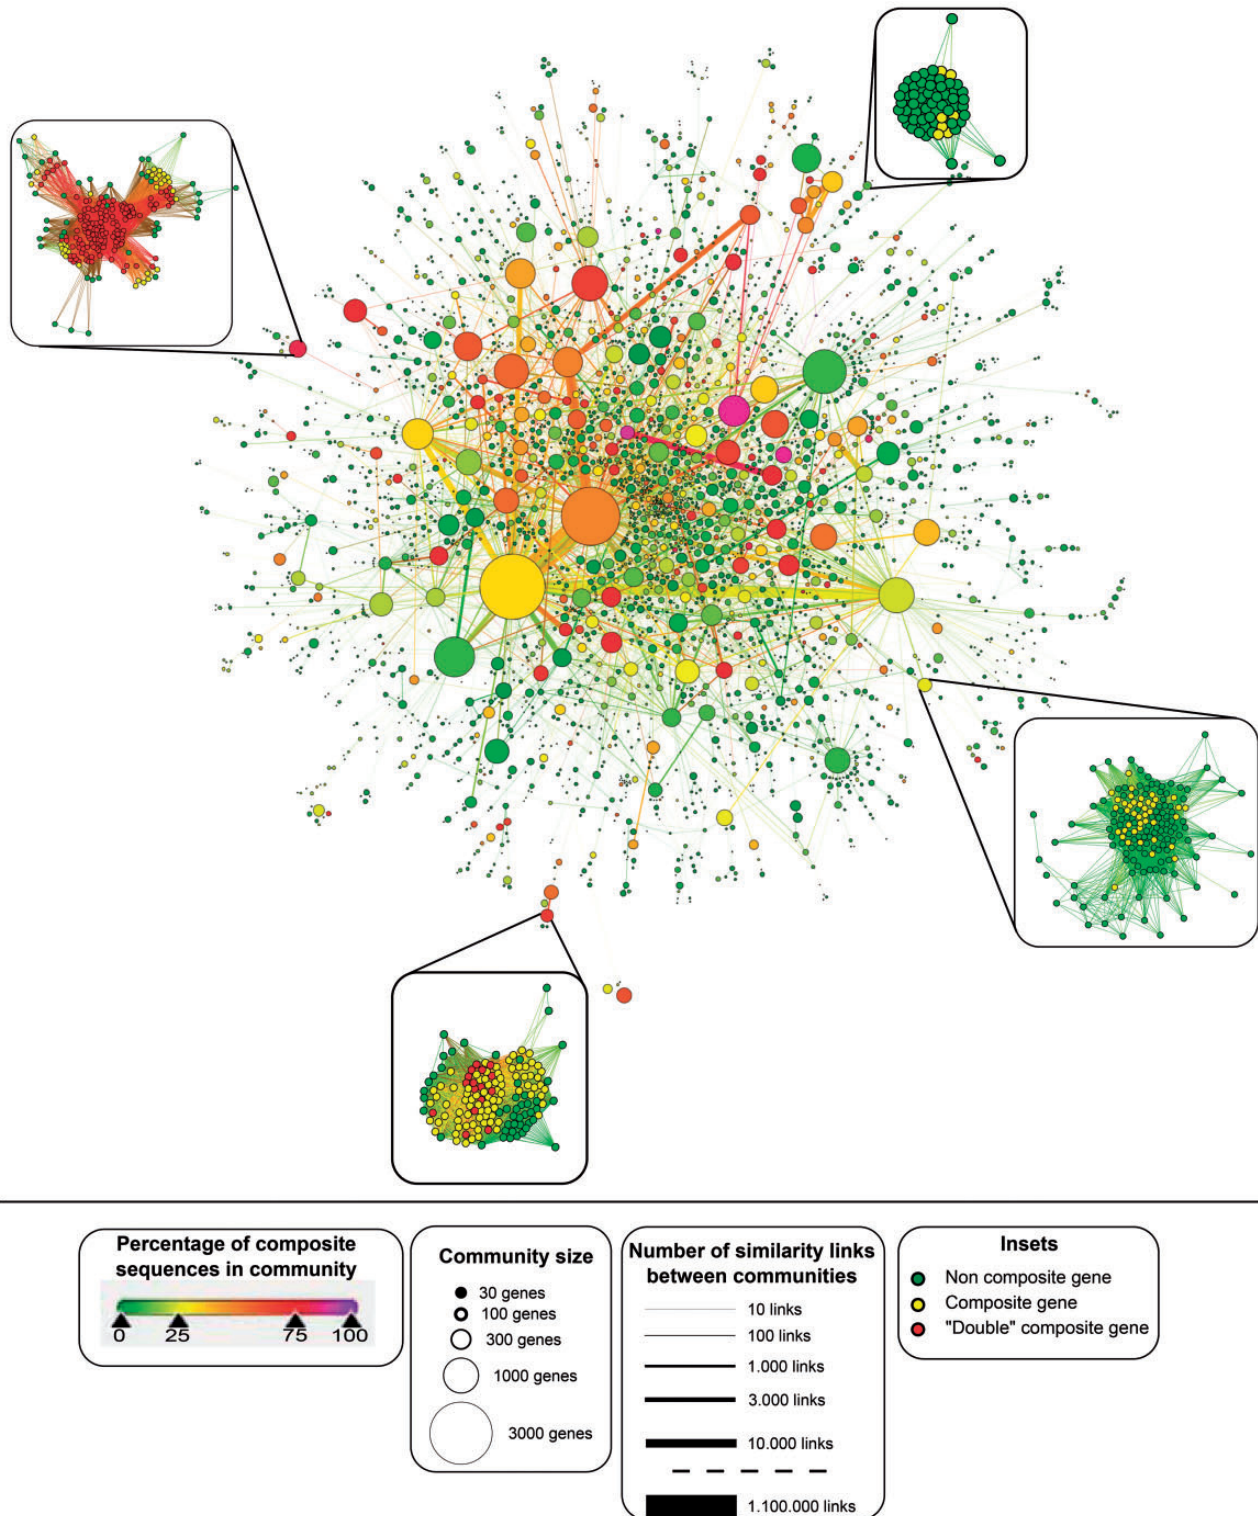 Percentage of composite
sequences in community
0 25 75 100
Community size
30 genes
100 genes
300 genes
1000 genes
3000 genes
Number of similarity links
between communities
10 links
100 links
1.000 links
3.000 links
10.000 links
1.100.000 links
Insets
Non composite gene
Composite gene
"Double" composite gene